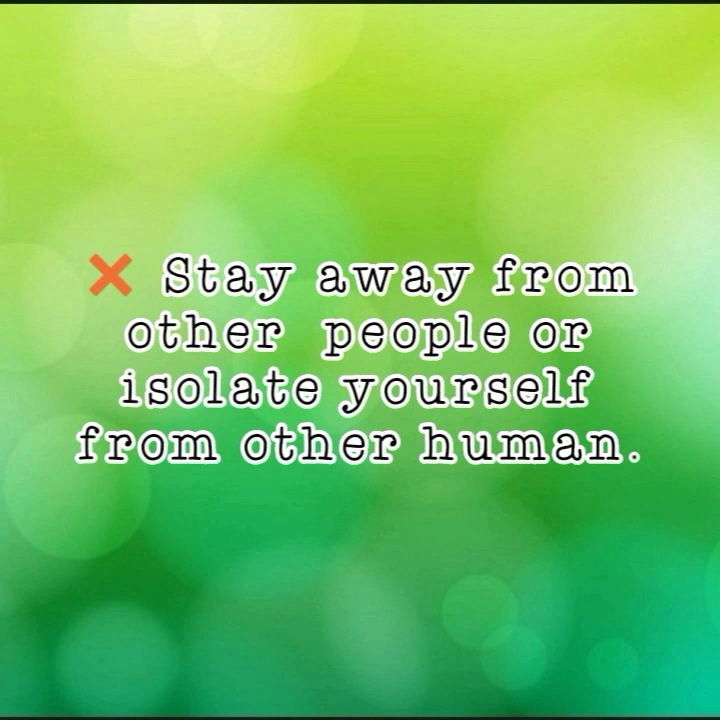 ❌ Stay away from
other people or
isolate yourself
from other human.